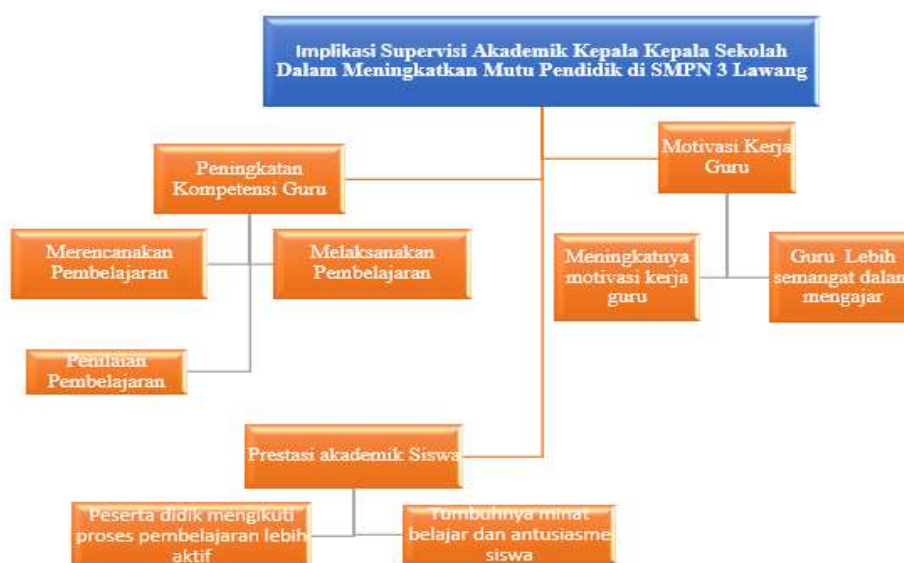 Implikasi Supervisi Akademik Kepala Kepala Sekolah
Dalam Meningkatkan Mutu Pendidik di SMPN 3 Lawang
Peningkatan
Kompetensi Guru
Motivasi Kerja
Guru
Merencanakan
Pembelajaran
Melaksanakan
Pembelajaran
Meningkatnya
motivasi kerja
guru
Guru Lebih
semangat dalam
mengajar
Penilaian
Pembelajaran
Prestasi akademik Siswa
Peserta didik mengikuti
proses pembelajaran lebih
aktif
Tumbuhnya minat
belajar dan antusiasme
siswa